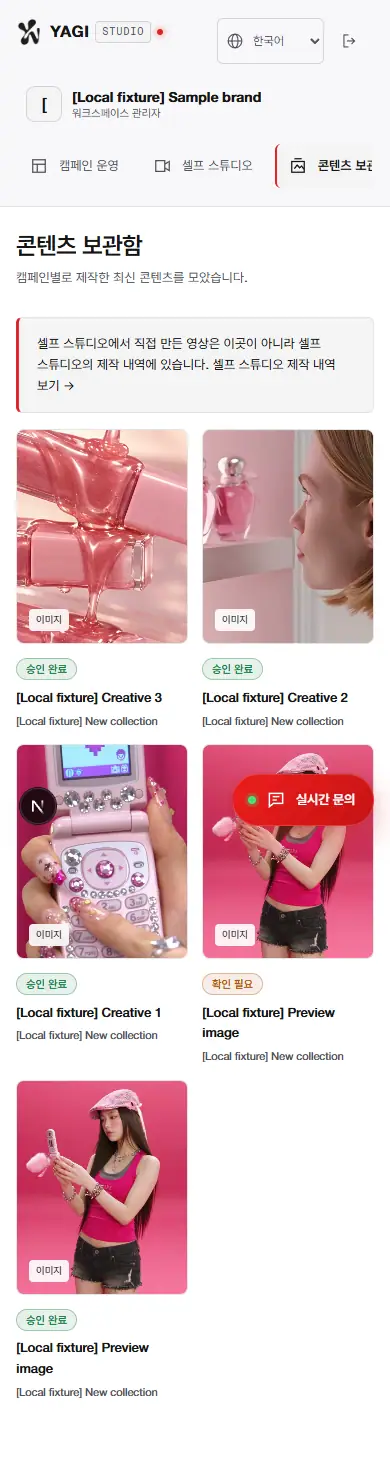 YAGI STUDIO
한국어
[
[Local fixture] Sample brand
워크스페이스 관리자
캠페인 운영
셀프 스튜디오
콘텐츠 보관
콘텐츠 보관함
캠페인별로 제작한 최신 콘텐츠를 모았습니다.
셀프 스튜디오에서 직접 만든 영상은 이곳이 아니라 셀프
스튜디오의 제작 내역에 있습니다. 셀프 스튜디오 제작 내역
보기 →
이미지
이미지
승인 완료
승인 완료
[Local fixture] Creative 3
[Local fixture] Creative 2
[Local fixture] New collection
[Local fixture] New collection
N
실시간 문의
이미지
이미지
승인 완료
확인 필요
[Local fixture] Creative 1
[Local fixture] Preview
image
[Local fixture] New collection
[Local fixture] New collection
이미지
승인 완료
[Local fixture] Preview
image
[Local fixture] New collection